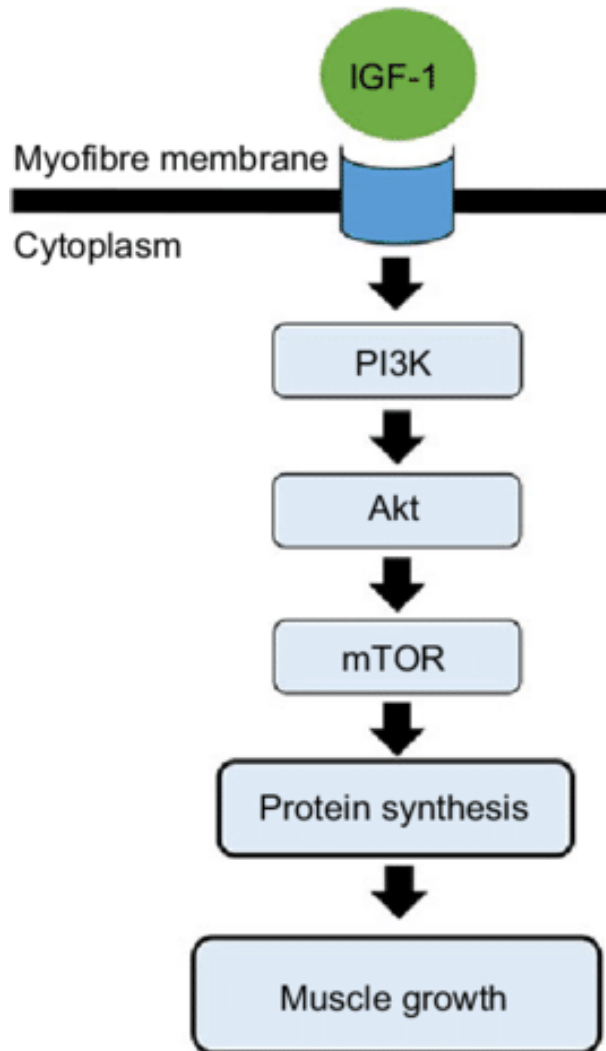 IGF-1
Myofibre membrane
Cytoplasm
PI3K
Akt
mTOR
Protein synthesis
Muscle growth